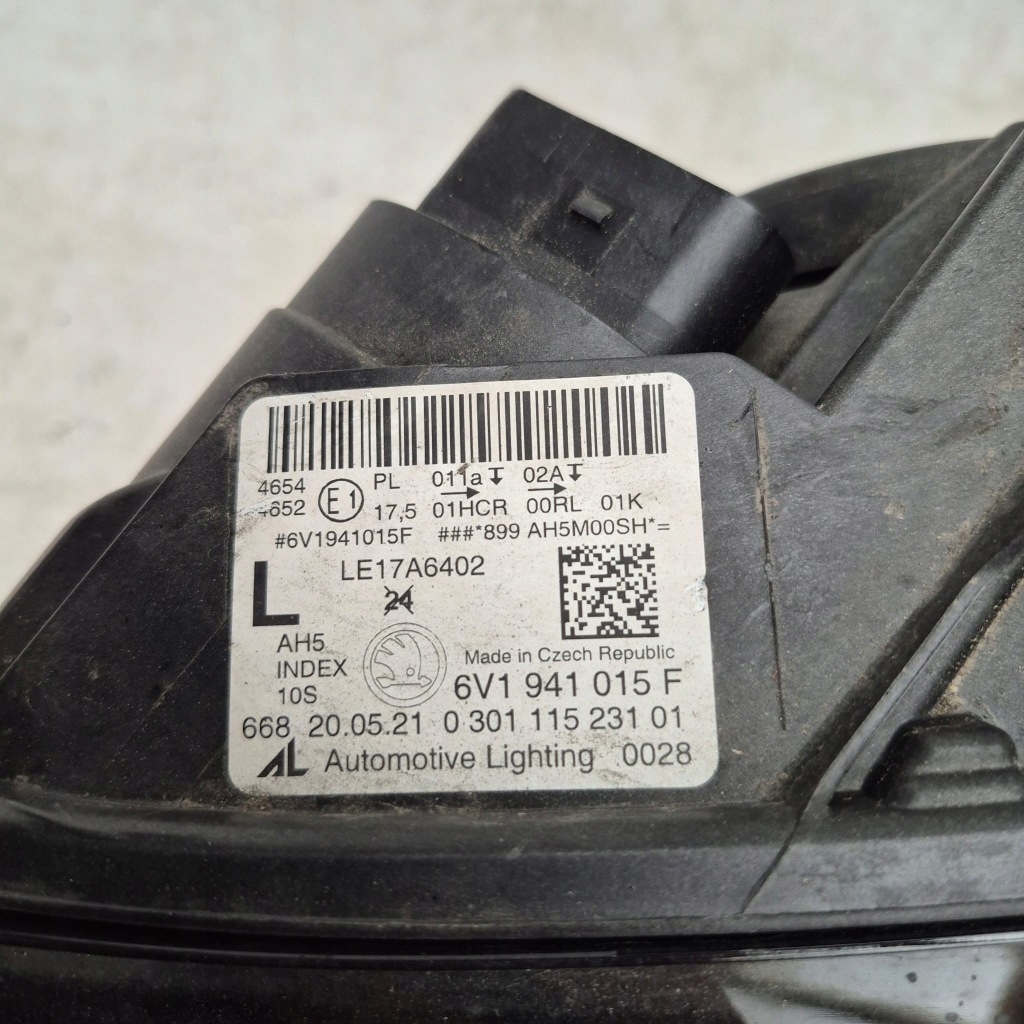 4654 PL 011a 02A
4652 E1 17,5 01HCR 00RL 01K
#6V1941015F ###*899 AH5M00SH*=
L LE17A6402
24
AH5
INDEX
10S
Made in Czech Republic
6V1 941 015 F
668 20.05.21 0 301 115 231 01
AL Automotive Lighting 0028